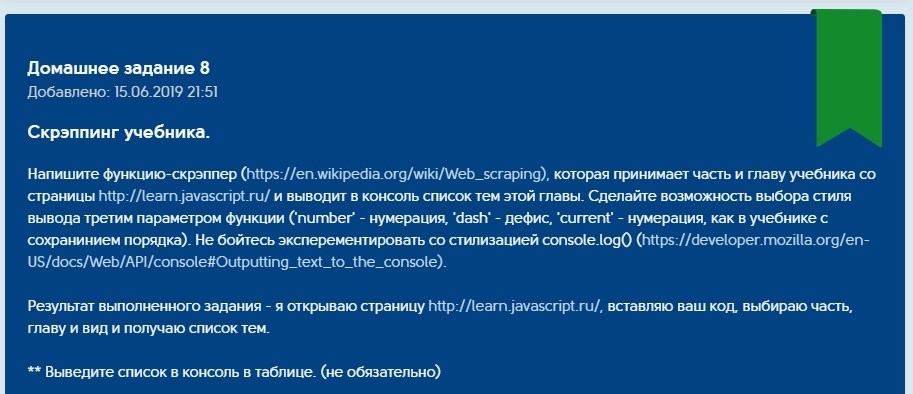 Домашнее задание 8
Добавлено: 15.06.2019 21:51
Скрэппинг учебника.
Напишите функцию-скрэппер (https://en.wikipedia.org/wiki/Web_scraping), которая принимает часть и главу учебника со
страницы http://learn.javascript.ru/ и выводит в консоль список тем этой главы. Сделайте возможность выбора стиля
вывода третим параметром функции ('number' - нумерация, 'dash' - дефис, 'current' - нумерация, как в учебнике с
сохранинием порядка). Не бойтесь эксперементировать со стилизацией console.log() (https://developer.mozilla.org/en-
US/docs/Web/API/console#Outputting_text_to_the_console).
Результат выполненного задания - я открываю страницу http://learn.javascript.ru/, вставляю ваш код, выбираю часть,
главу и вид и получаю список тем.
** Выведите список в консоль в таблице. (не обязательно)